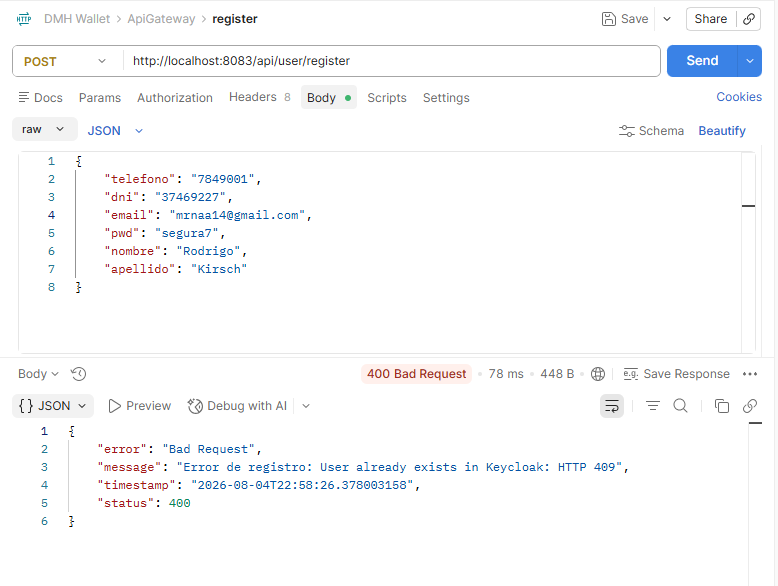 HTTP DMH Wallet > ApiGateway > register Save Share
POST http://localhost:8083/api/user/register Send
Docs Params Authorization Headers 8 Body Scripts Settings Cookies
raw JSON Schema Beautify
1 {
2 "telefono": "7849001",
3 "dni": "37469227",
4 "email": "mrnaa14@gmail.com",
5 "pwd": "segura7",
6 "nombre": "Rodrigo",
7 "apellido": "Kirsch"
8 }
Body 400 Bad Request 78 ms 448 B e.g. Save Response
{} JSON Preview Debug with AI
1 {
2 "error": "Bad Request",
3 "message": "Error de registro: User already exists in Keycloak: HTTP 409",
4 "timestamp": "2026-08-04T22:58:26.378003158",
5 "status": 400
6 }